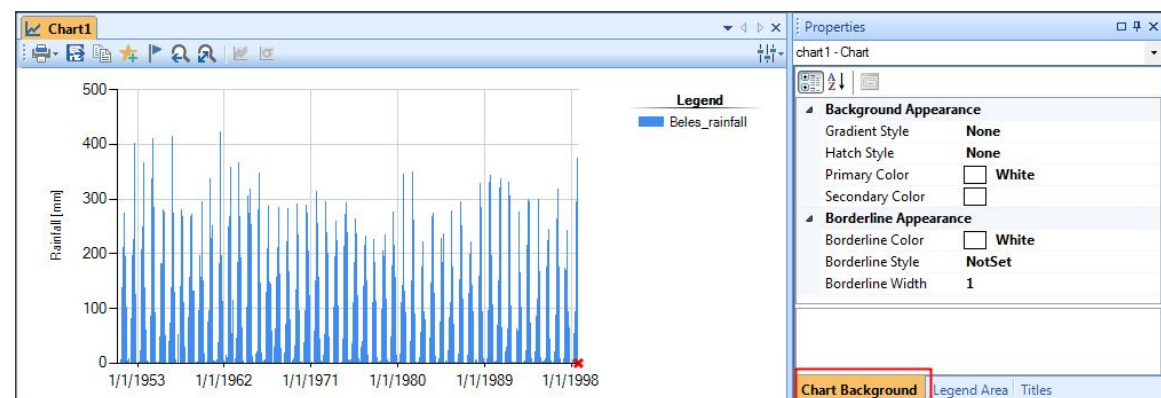 Chart1
500
400
300
200
100
0
Rainfall [mm]
1/1/1953 1/1/1962 1/1/1971 1/1/1980 1/1/1989 1/1/1998
Legend
Beles_rainfall
Properties
chart1 - Chart
Background Appearance
Gradient Style None
Hatch Style None
Primary Color White
Secondary Color
Borderline Appearance
Borderline Color White
Borderline Style NotSet
Borderline Width 1
Chart Background Legend Area Titles